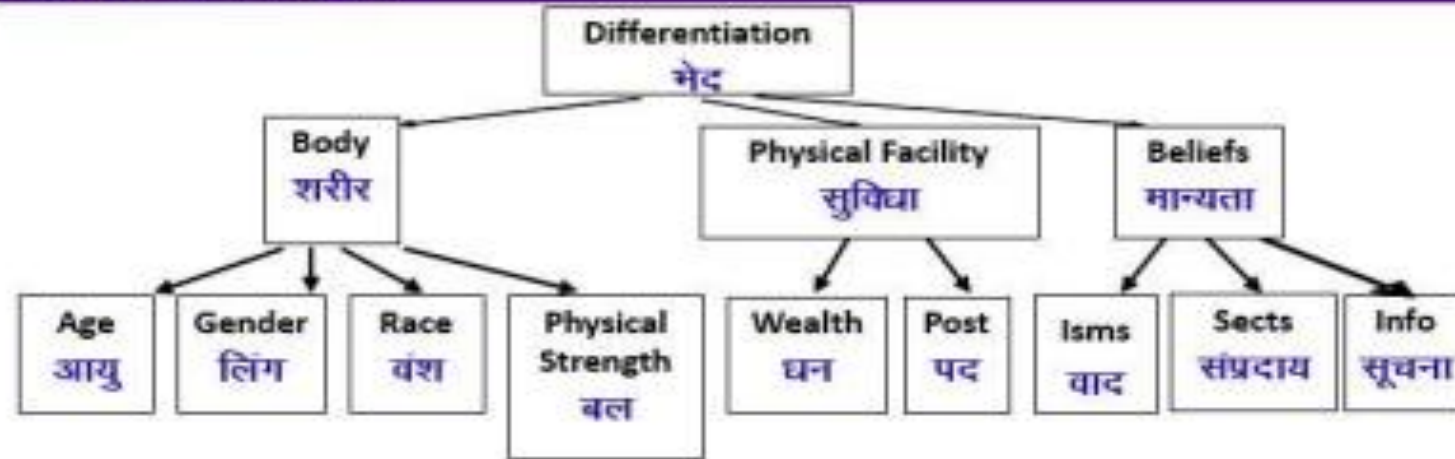 Differentiation
भेद
Body
शरीर
Physical Facility
सुविधा
Beliefs
मान्यता
Age
आयु
Gender
लिंग
Race
वंश
Physical
Strength
बल
Wealth
धन
Post
पद
Isms
वाद
Sects
संप्रदाय
Info
सूचना